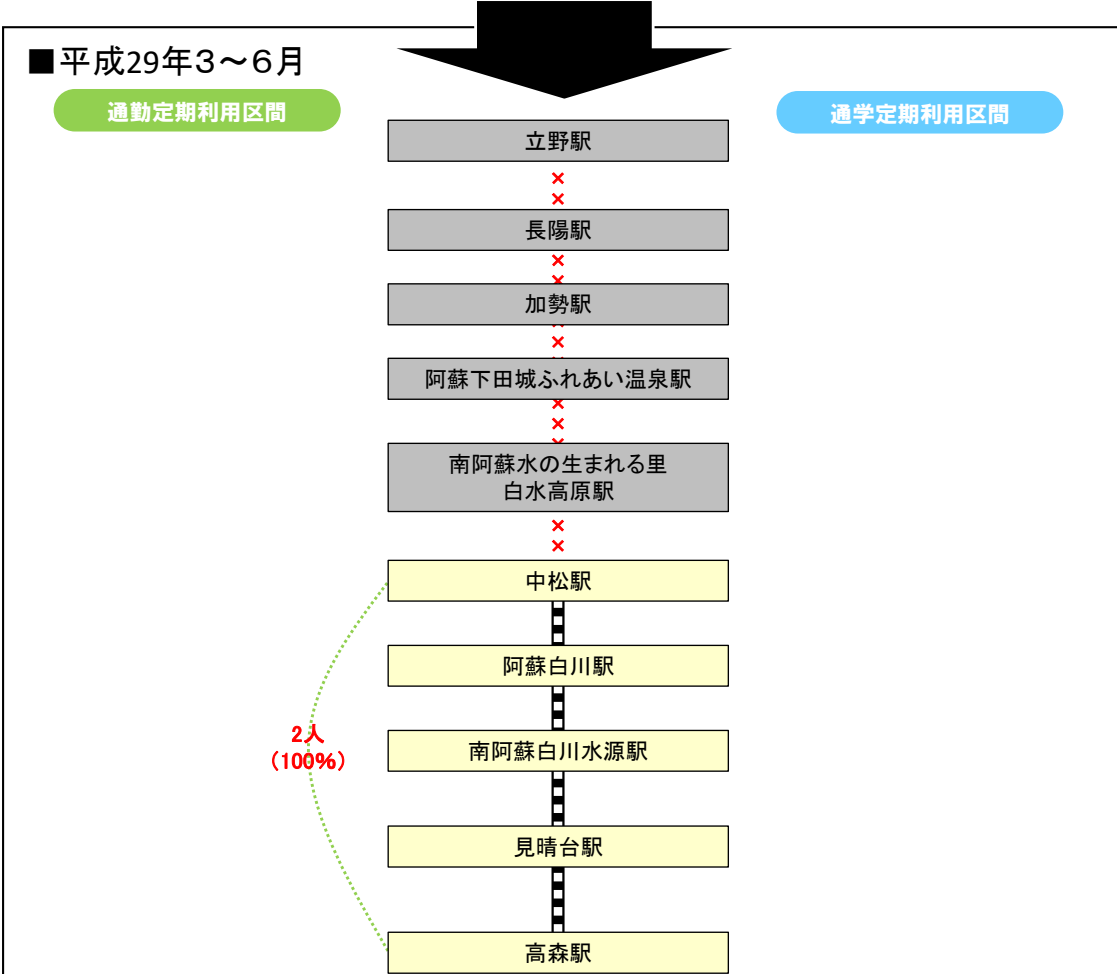 ■平成29年3～6月
通勤定期利用区間
通学定期利用区間
立野駅
×
×
長陽駅
×
×
加勢駅
×
×
阿蘇下田城ふれあい温泉駅
×
×
×
南阿蘇水の生まれる里
白水高原駅
×
×
中松駅
阿蘇白川駅
2人
（100%）
南阿蘇白川水源駅
見晴台駅
高森駅